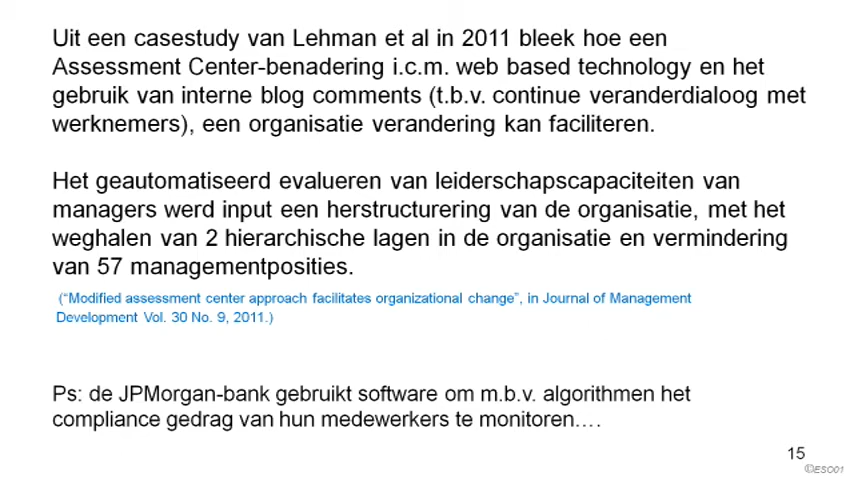 Uit een casestudy van Lehman et al in 2011 bleek hoe een
Assessment Center-benadering i.c.m. web based technology en het
gebruik van interne blog comments (t.b.v. continue veranderdialoog met
werknemers), een organisatie verandering kan faciliteren.
Het geautomatiseerd evalueren van leiderschapscapaciteiten van
managers werd input een herstructurering van de organisatie, met het
weghalen van 2 hierarchische lagen in de organisatie en vermindering
van 57 managementposities.
(“Modified assessment center approach facilitates organizational change”, in Journal of Management
Development Vol. 30 No. 9, 2011.)
Ps: de JPMorgan-bank gebruikt software om m.b.v. algorithmen het
compliance gedrag van hun medewerkers te monitoren….
15
©ESO01